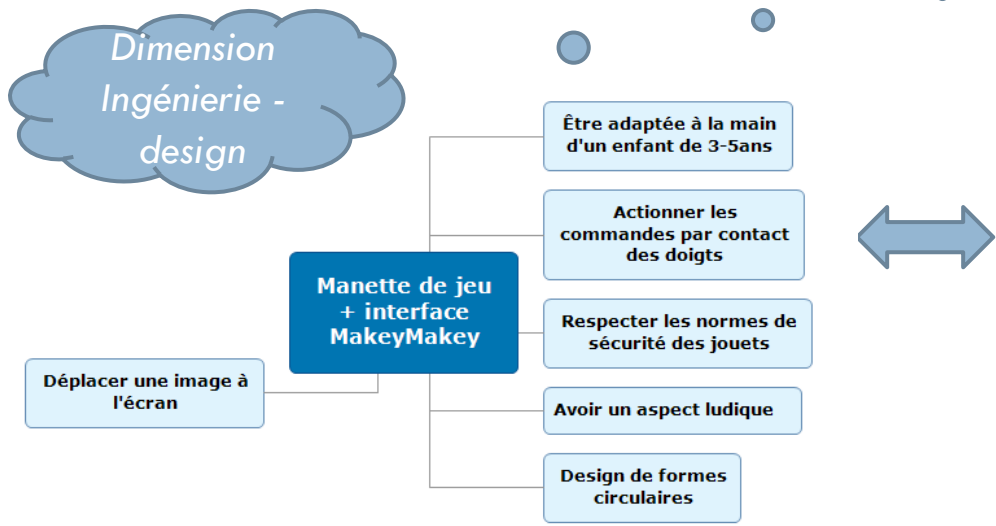 Dimension
Ingénierie -
design
Être adaptée à la main
d'un enfant de 3-5ans
Actionner les
commandes par contact
des doigts
Manette de jeu
+ interface
MakeyMakey
Respecter les normes de
sécurité des jouets
Déplacer une image à
l'écran
Avoir un aspect ludique
Design de formes
circulaires